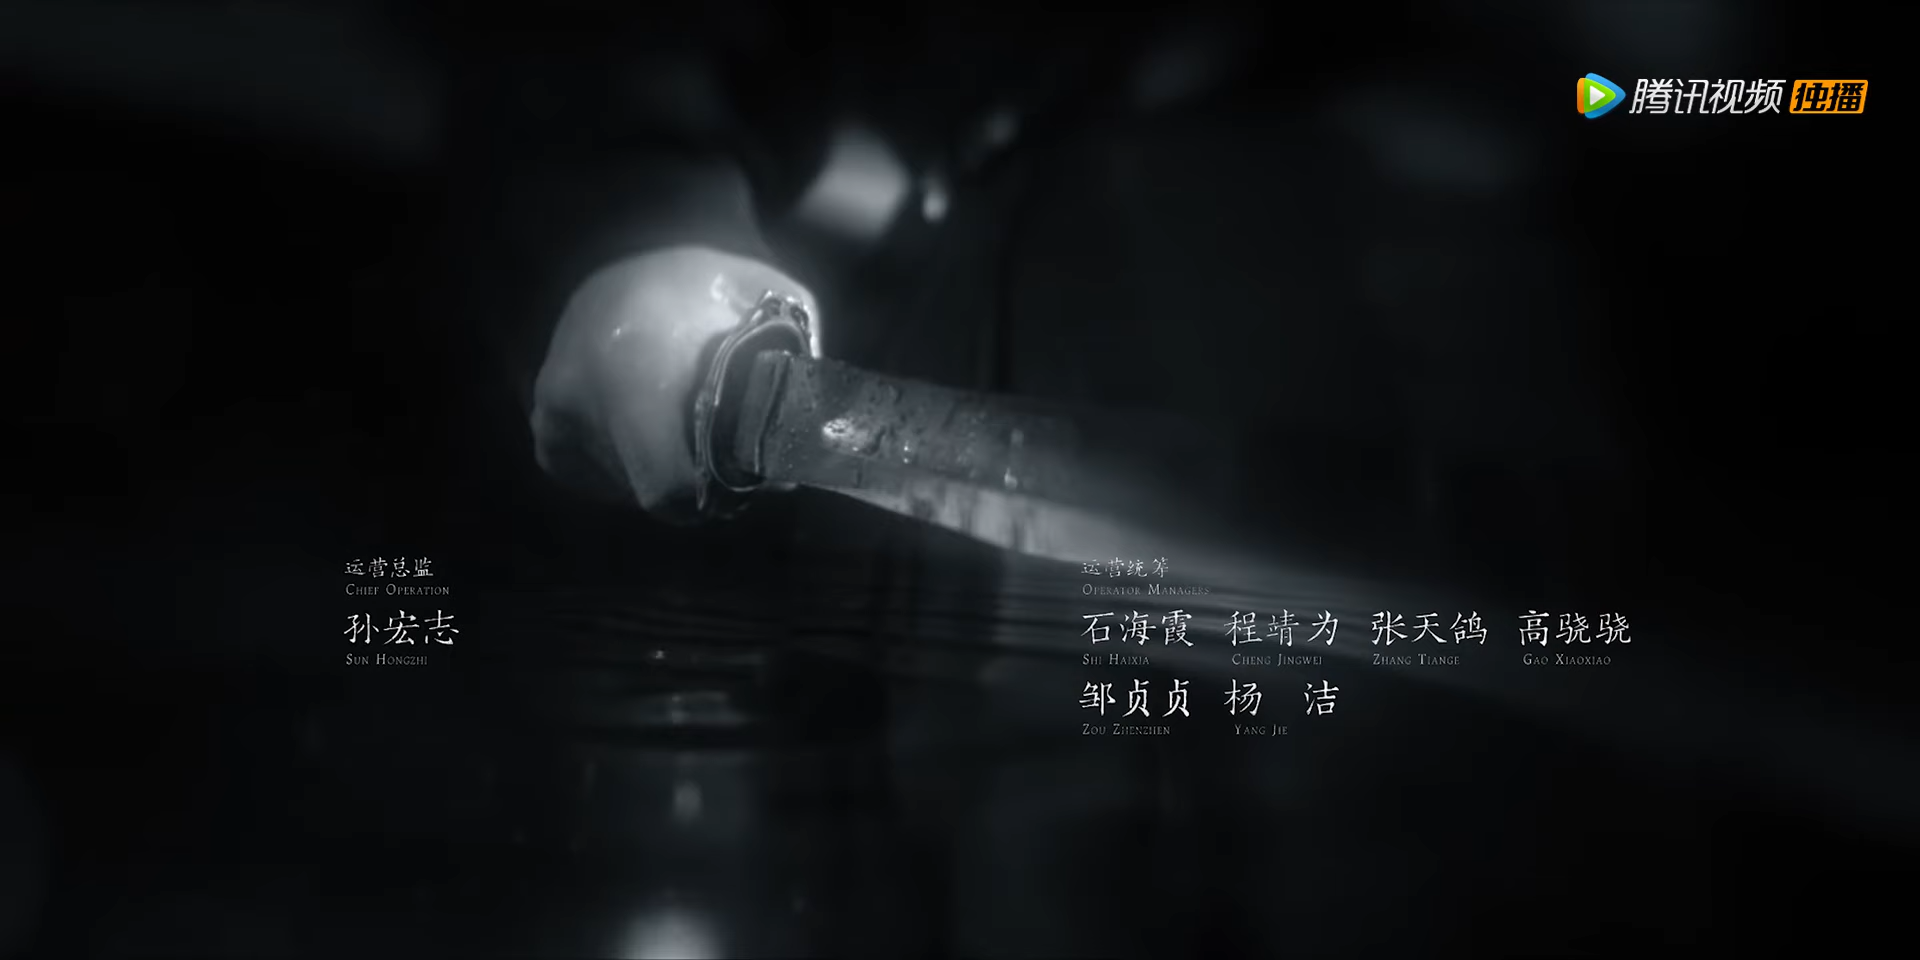 腾讯视频 独播
运营总监
Chief Operation
孙宏志
Sun Hongzhi
运营统筹
Operator Managers
石海霞 程靖为 张天鸽 高骁骁
Shi Haixia Cheng Jingwei Zhang Tiange Gao Xiaoxiao
邹贞贞 杨 洁
Zou Zhenzhen Yang Jie